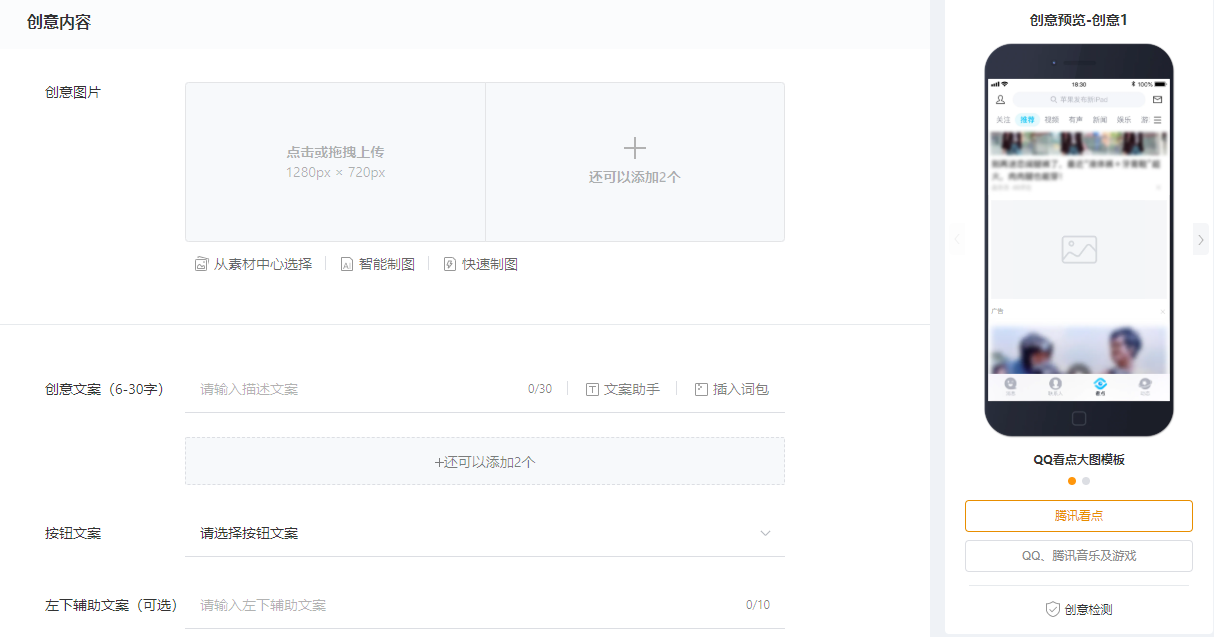 创意内容
创意图片
点击或拖拽上传
1280px × 720px
还可以添加2个
从素材中心选择
智能制图
快速制图
创意文案（6-30字）
请输入描述文案
0/30
文案助手
插入词包
+还可以添加2个
按钮文案
请选择按钮文案
左下辅助文案（可选）
请输入左下辅助文案
0/10
创意预览-创意1
18:30
100%
苹果发布新iPad
关注 推荐 视频 有声 新闻 娱乐 游
广告
看点
QQ看点大图模板
腾讯看点
QQ、腾讯音乐及游戏
创意检测